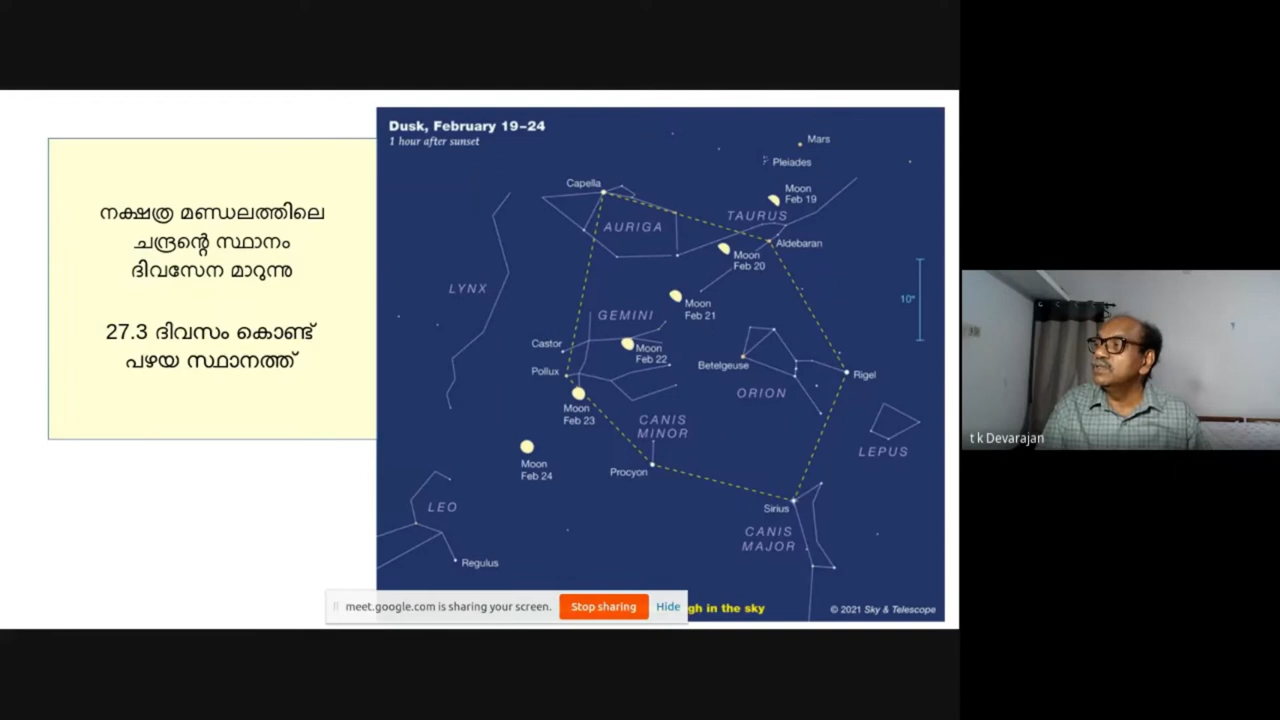 നക്ഷത്ര മണ്ഡലത്തിലെ
ചന്ദ്രന്റെ സ്ഥാനം
ദിവസേന മാറുന്നു
27.3 ദിവസം കൊണ്ട്
പഴയ സ്ഥാനത്ത്
Dusk, February 19–24
1 hour after sunset
Mars
Pleiades
Capella
Moon
Feb 19
TAURUS
AURIGA
Aldebaran
Moon
Feb 20
LYNX
10°
Moon
Feb 21
GEMINI
Castor
Moon
Feb 22
Betelgeuse
Pollux
Rigel
ORION
Moon
Feb 23
CANIS
MINOR
LEPUS
Moon
Feb 24
Procyon
LEO
Sirius
CANIS
MAJOR
Regulus
meet.google.com is sharing your screen.
Stop sharing
Hide
gh in the sky
© 2021 Sky & Telescope
t k Devarajan